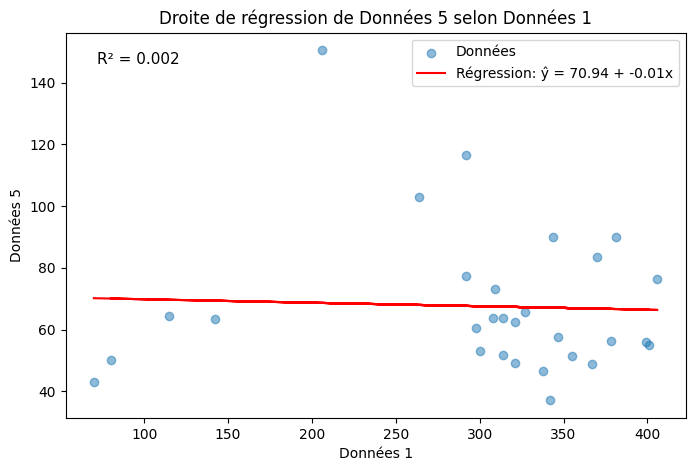 Droite de régression de Données 5 selon Données 1
R² = 0.002
Données
Régression: ŷ = 70.94 + -0.01x
Données 5
140
120
100
80
60
40
100
150
200
250
300
350
400
Données 1